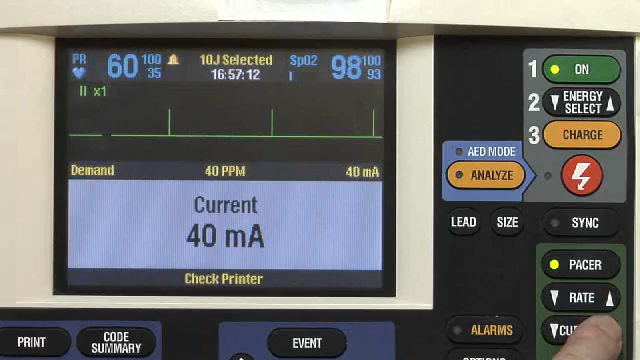 PR
60
100
35
10J Selected
16:57:12
SpO2
98
100
93
II x1
Demand
40 PPM
40 mA
Current
40 mA
Check Printer
1
ON
2
ENERGY
SELECT
3
CHARGE
AED MODE
ANALYZE
LEAD
SIZE
SYNC
PACER
RATE
ALARMS
OPTIONS
PRINT
CODE
SUMMARY
EVENT